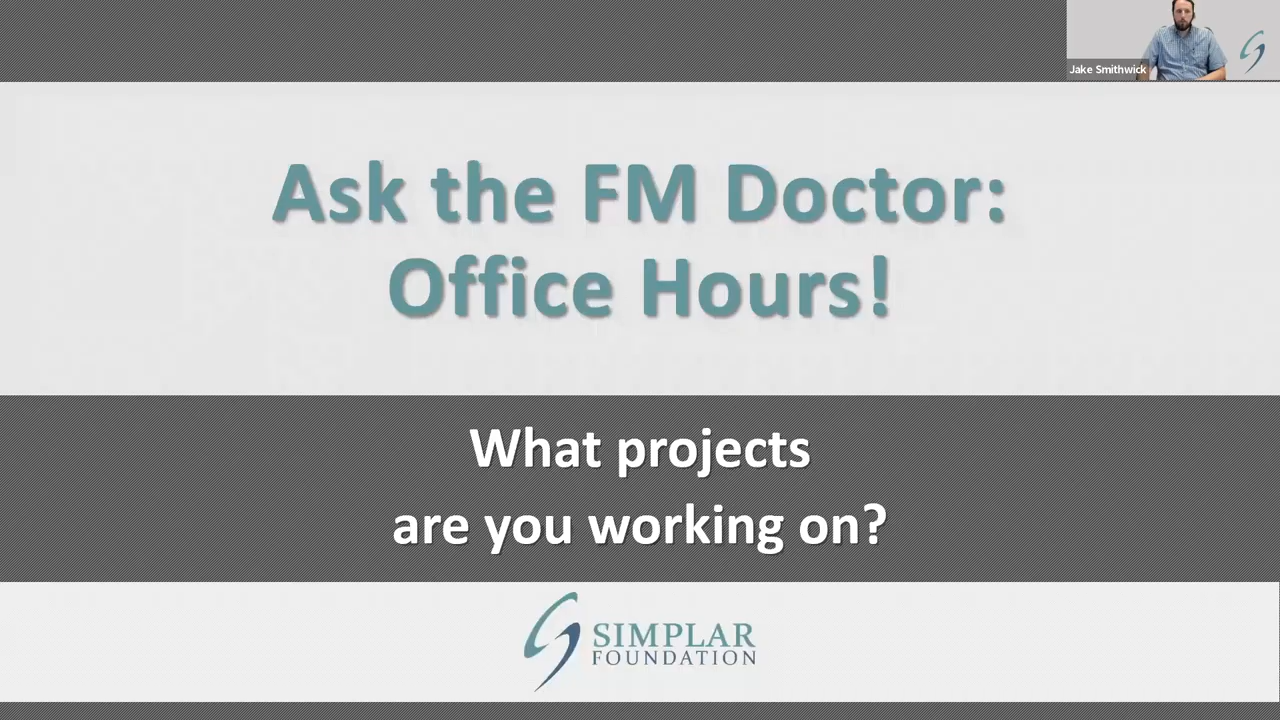 Jake Smithwick
Ask the FM Doctor:
Office Hours!
What projects
are you working on?
SIMPLAR
FOUNDATION